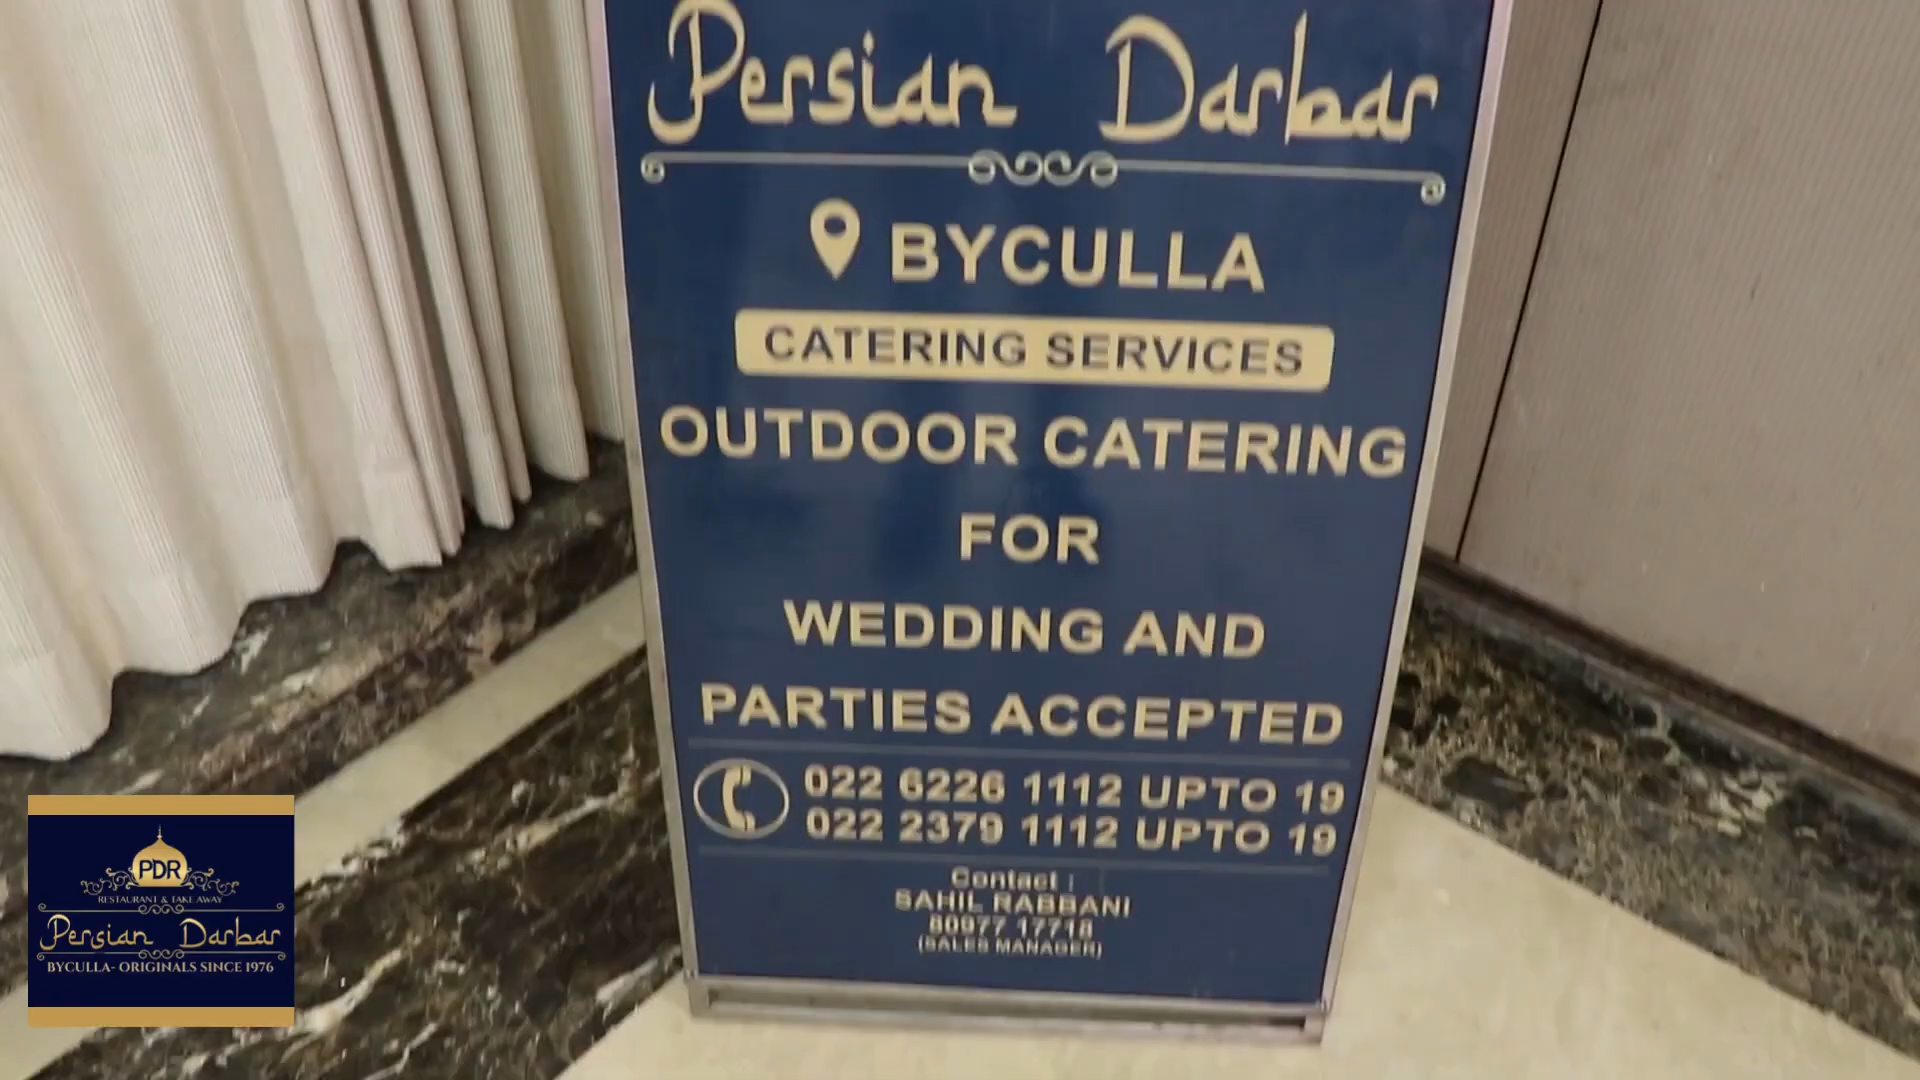 Persian Darbar
BYCULLA
CATERING SERVICES
OUTDOOR CATERING
FOR
WEDDING AND
PARTIES ACCEPTED
022 6226 1112 UPTO 19
022 2379 1112 UPTO 19
Contact :
SAHIL RABBANI
80977 17718
(SALES MANAGER)
PDR
RESTAURANT & TAKE AWAY
Persian Darbar
BYCULLA- ORIGINALS SINCE 1976